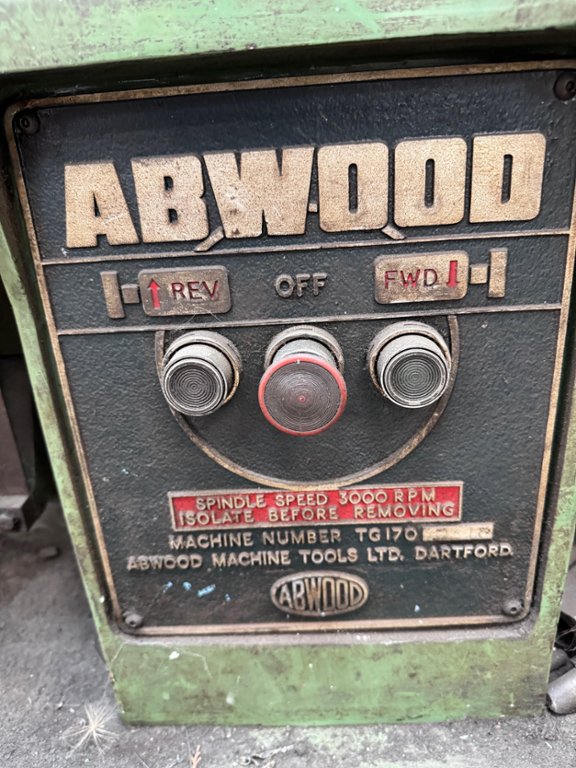 ABWOOD
↑ REV OFF FWD ↓
SPINDLE SPEED 3000 RPM
ISOLATE BEFORE REMOVING
MACHINE NUMBER TG170
ABWOOD MACHINE TOOLS LTD. DARTFORD
ABWOOD